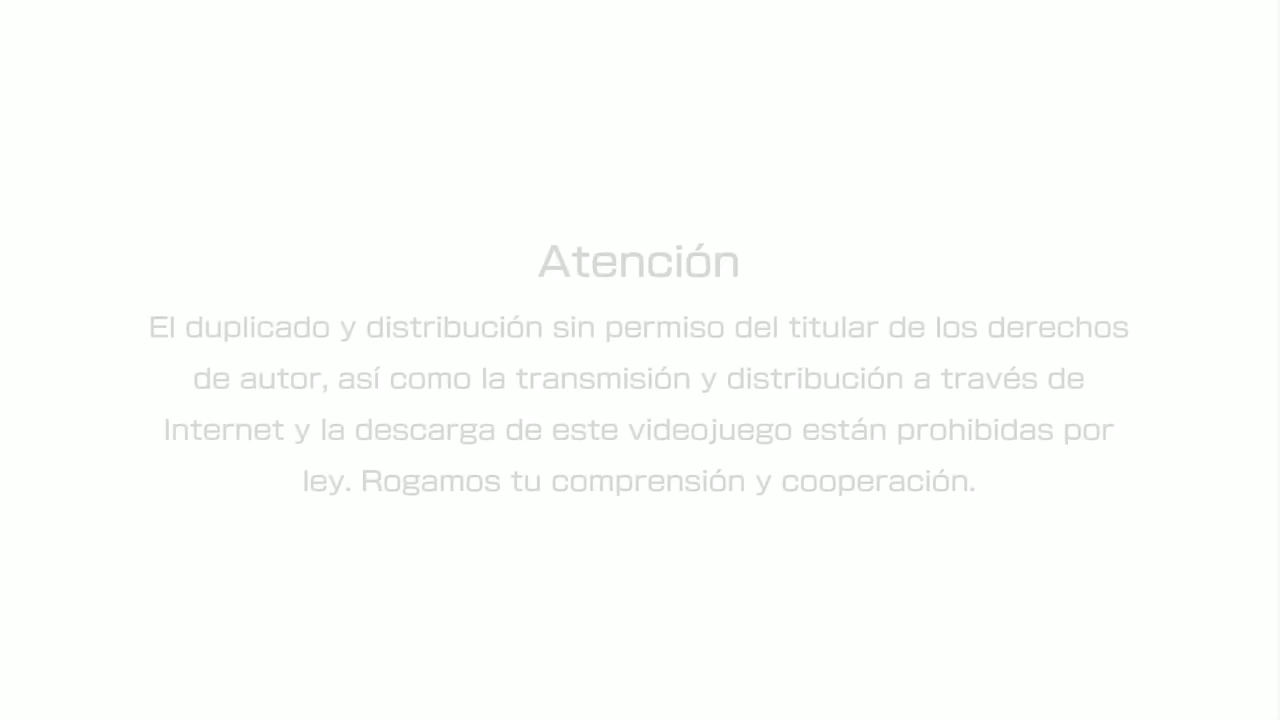 Atención
El duplicado y distribución sin permiso del titular de los derechos
de autor, así como la transmisión y distribución a través de
Internet y la descarga de este videojuego están prohibidas por
ley. Rogamos tu comprensión y cooperación.